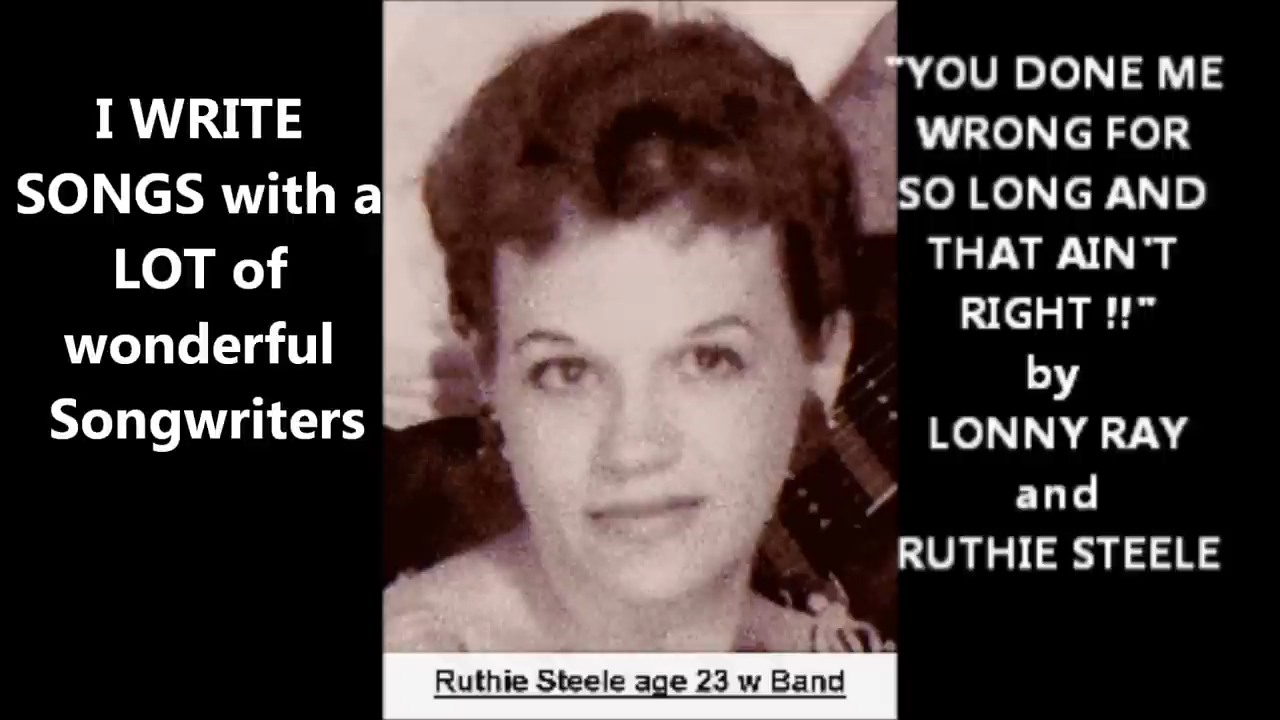 I WRITE
SONGS with a
LOT of
wonderful
Songwriters
"YOU DONE ME
WRONG FOR
SO LONG AND
THAT AIN'T
RIGHT !!"
by
LONNY RAY
and
RUTHIE STEELE
Ruthie Steele age 23 w Band